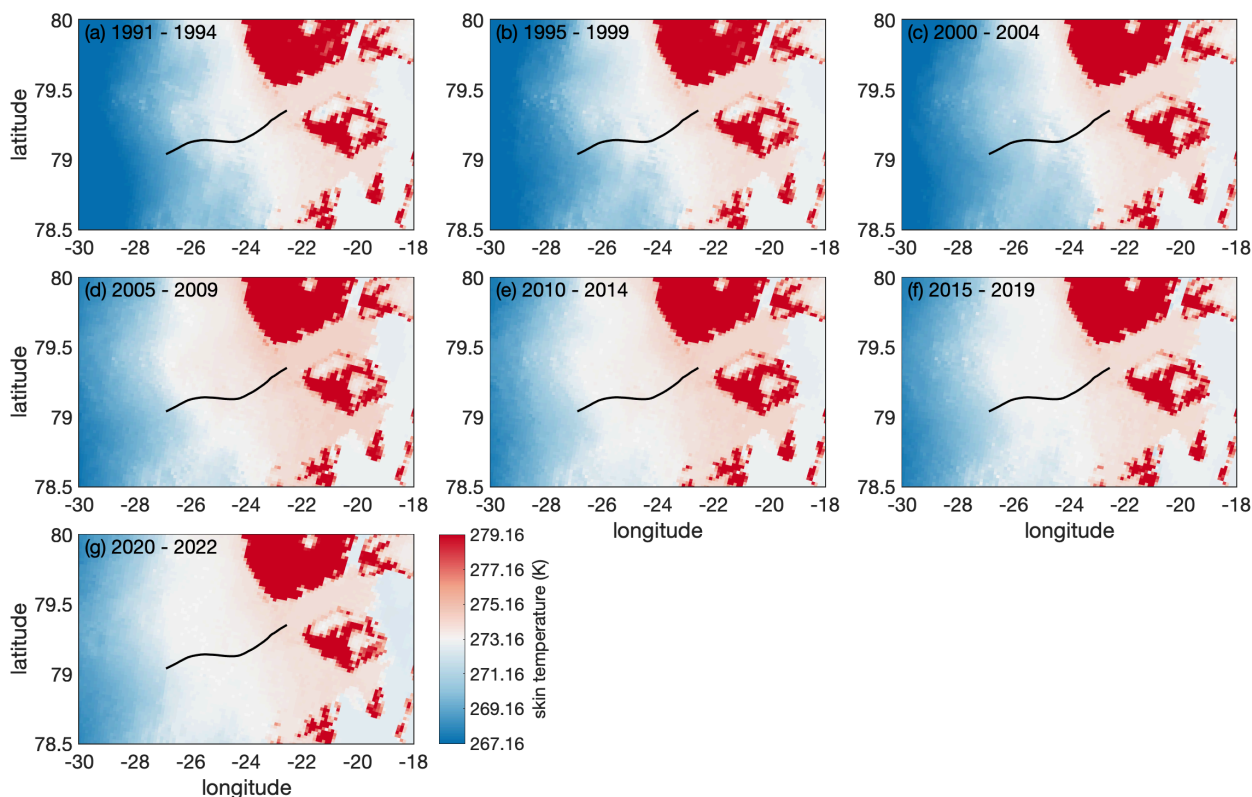 80
(a) 1991 - 1994
79.5
79
78.5
latitude
-30 -28 -26 -24 -22 -20 -18
80
(b) 1995 - 1999
79.5
79
78.5
-30 -28 -26 -24 -22 -20 -18
80
(c) 2000 - 2004
79.5
79
78.5
-30 -28 -26 -24 -22 -20 -18
80
(d) 2005 - 2009
79.5
79
78.5
latitude
-30 -28 -26 -24 -22 -20 -18
80
(e) 2010 - 2014
79.5
79
78.5
-30 -28 -26 -24 -22 -20 -18
longitude
80
(f) 2015 - 2019
79.5
79
78.5
-30 -28 -26 -24 -22 -20 -18
longitude
80
(g) 2020 - 2022
79.5
79
78.5
latitude
-30 -28 -26 -24 -22 -20 -18
longitude
279.16
277.16
275.16
273.16
271.16
269.16
267.16
skin temperature (K)